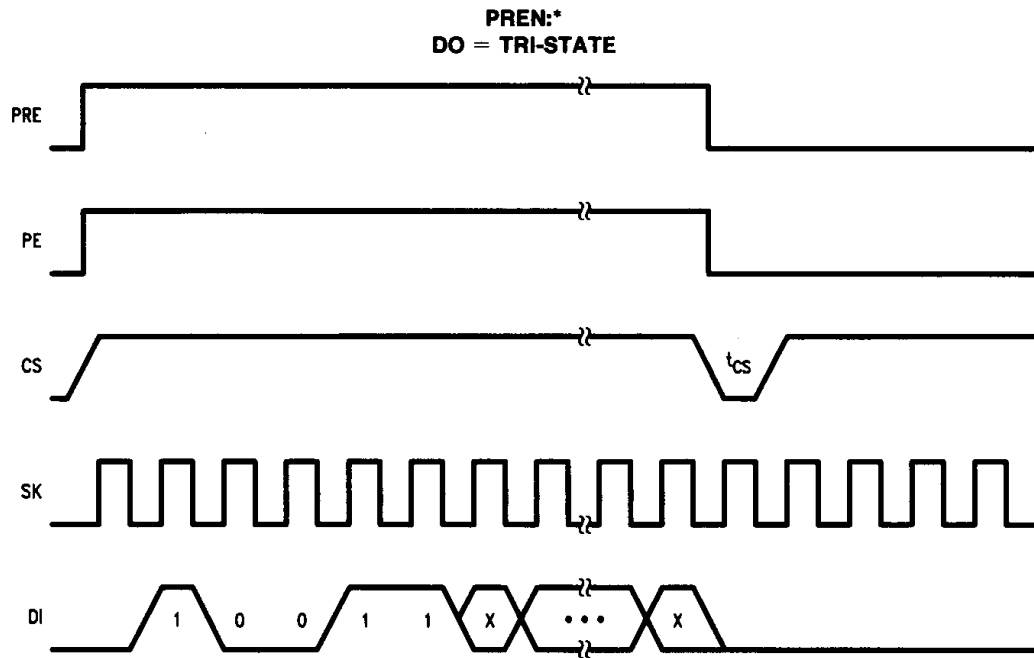 PREN:*
DO = TRI-STATE
PRE
PE
CS
tCS
SK
DI
1 0 0 1 1 X • • • X